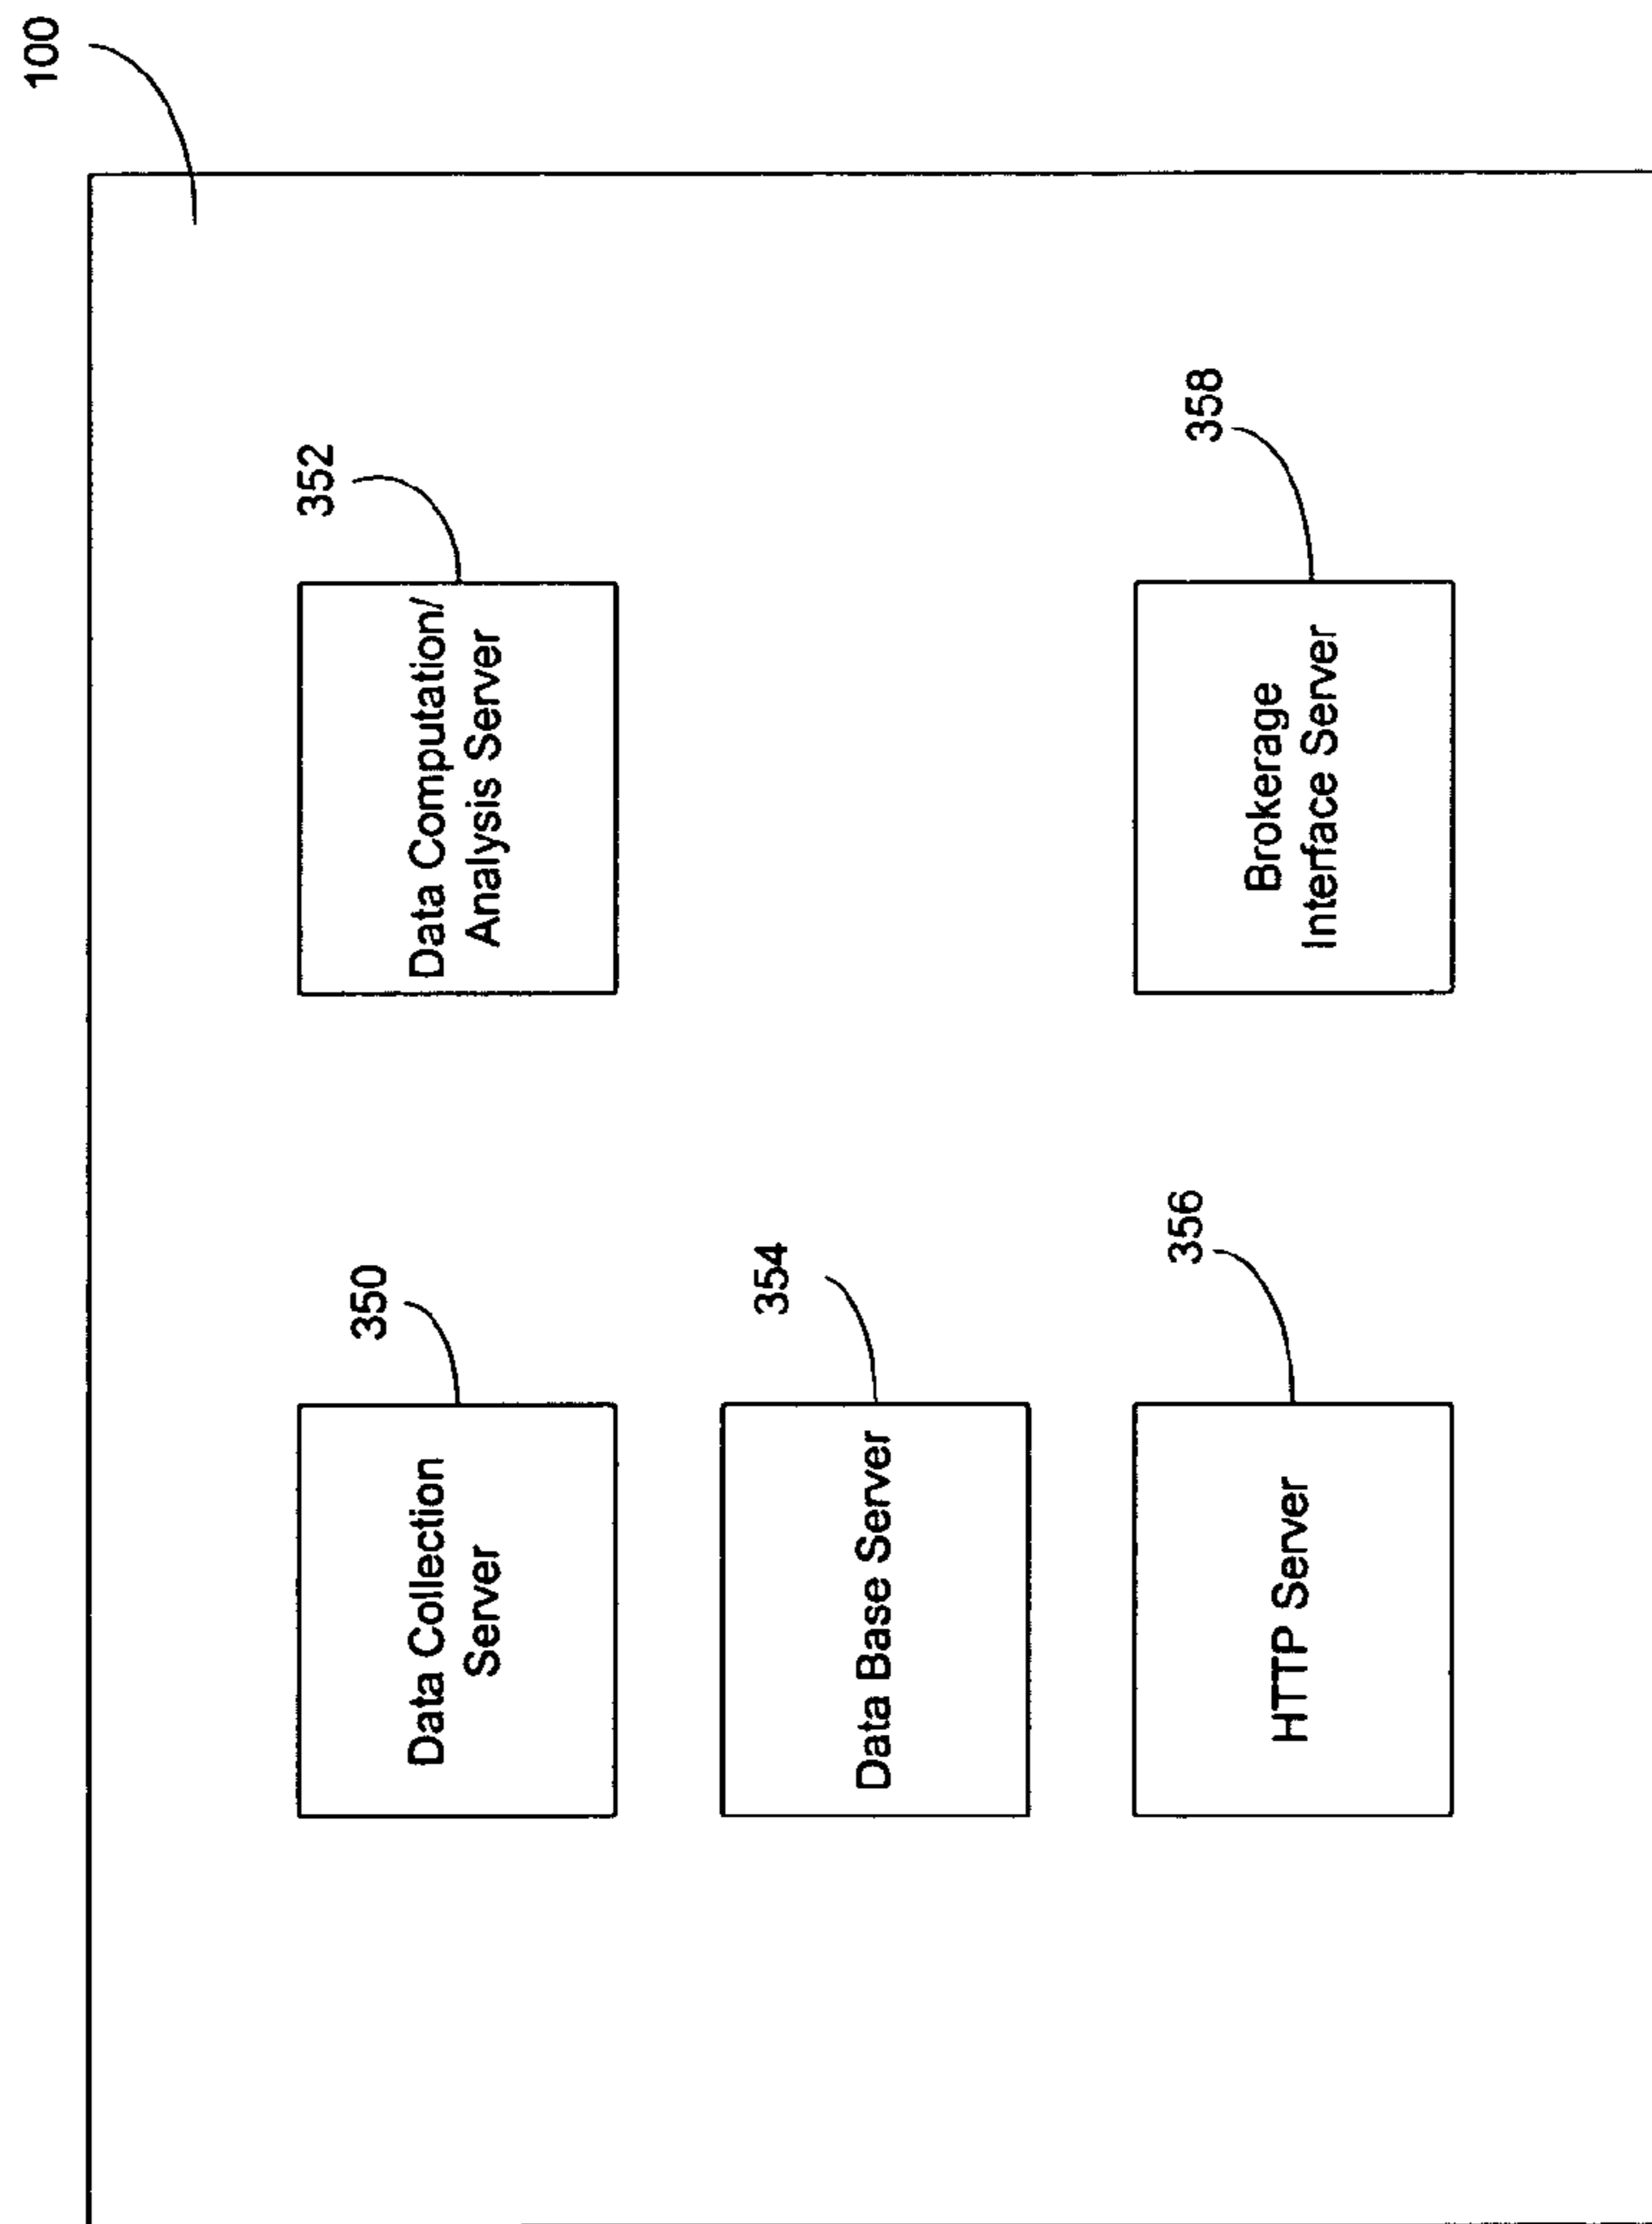 100
350
Data Collection
Server
352
Data Computation/
Analysis Server
354
Data Base Server
356
HTTP Server
358
Brokerage
Interface Server